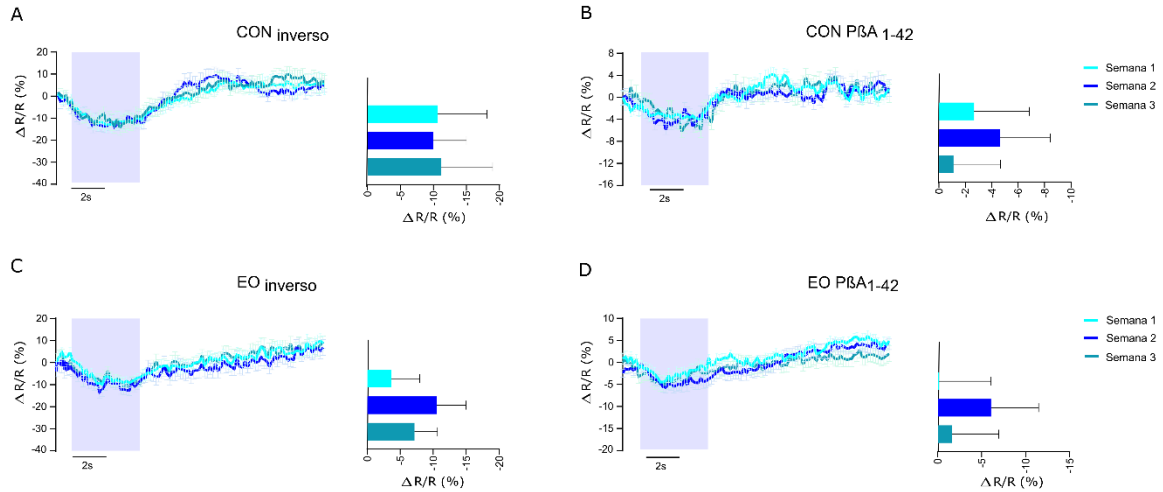 A
CON inverso
ΔR/R (%)
20
10
0
-10
-20
-30
-40
2s
0
-5
-10
-15
-20
ΔR/R (%)
B
CON PßA 1-42
ΔR/R (%)
8
4
0
-4
-8
-12
-16
2s
0
-2
-4
-6
-8
-10
ΔR/R (%)
Semana 1
Semana 2
Semana 3
C
EO inverso
ΔR/R (%)
20
10
0
-10
-20
-30
-40
2s
0
-5
-10
-15
-20
ΔR/R (%)
D
EO PßA1-42
ΔR/R (%)
10
5
0
-5
-10
-15
-20
2s
0
-5
-10
-15
ΔR/R (%)
Semana 1
Semana 2
Semana 3